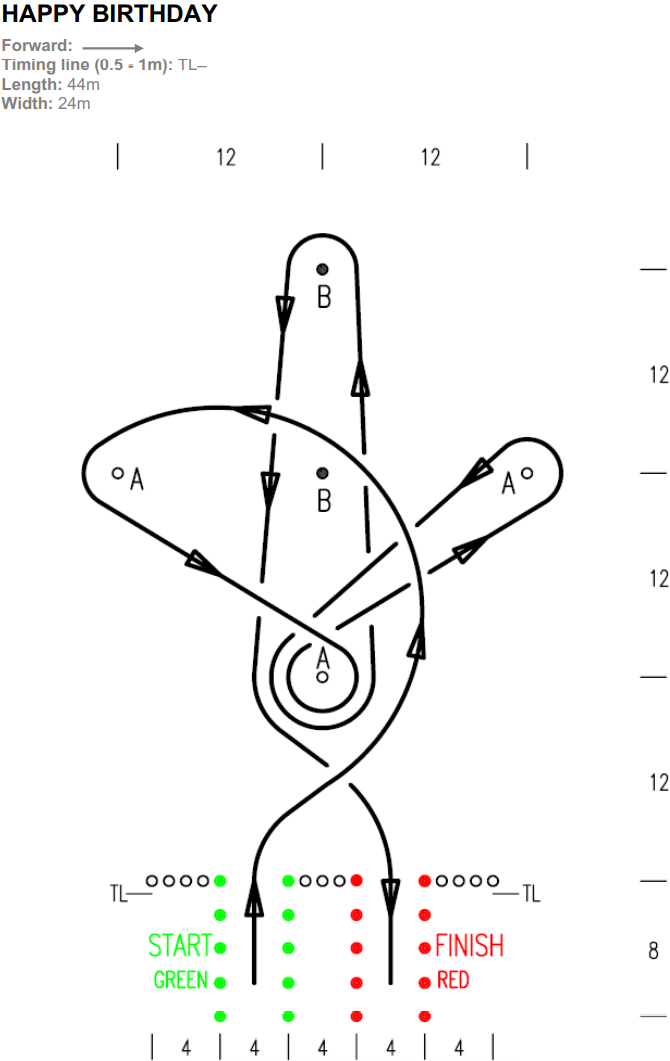 HAPPY BIRTHDAY
Forward:
Timing line (0.5 - 1m): TL–
Length: 44m
Width: 24m
12 12
B
12
A B A
12
A
12
TL TL
START FINISH 8
GREEN RED
4 4 4 4 4